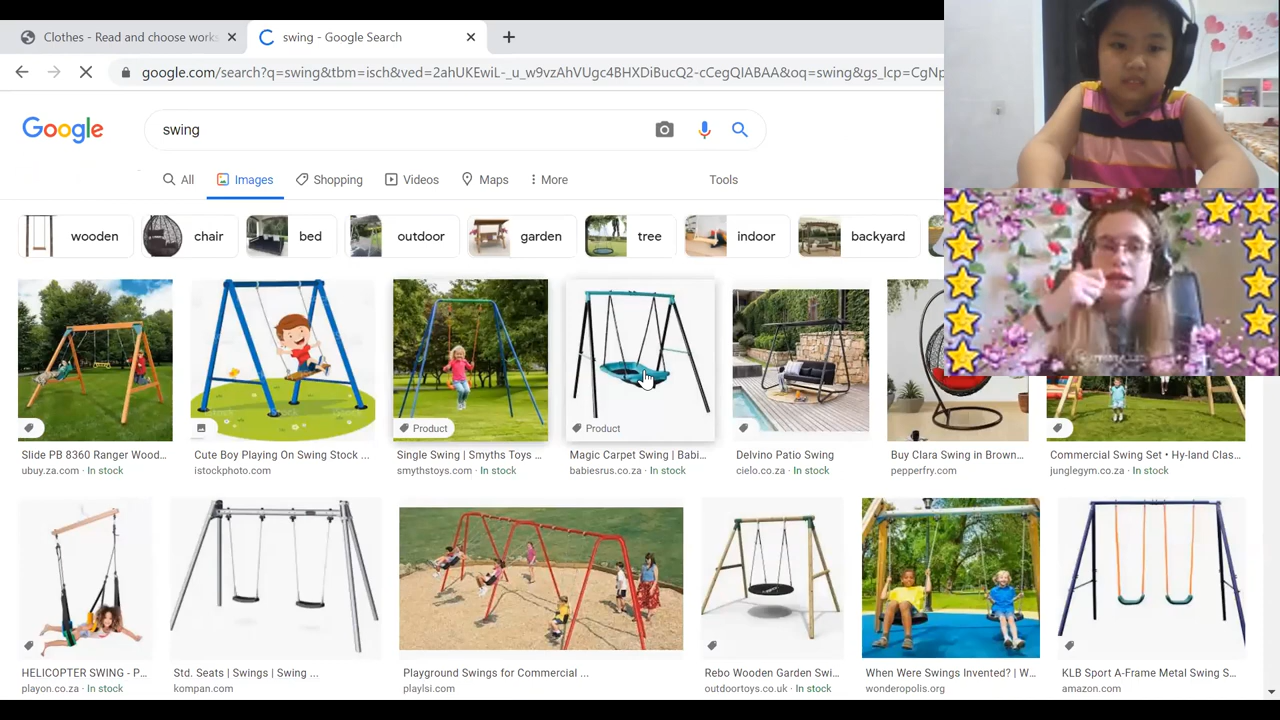 Clothes - Read and choose works
swing - Google Search
google.com/search?q=swing&tbm=isch&ved=2ahUKEwiL-_u_w9vzAhVUgc4BHXDiBucQ2-cCegQIABAA&oq=swing&gs_lcp=CgNp
Google
swing
All Images Shopping Videos Maps More Tools
wooden chair bed outdoor garden tree indoor backyard
Product Product
Slide PB 8360 Ranger Wood... Cute Boy Playing On Swing Stock ... Single Swing | Smyths Toys ... Magic Carpet Swing | Babi... Delvino Patio Swing Buy Clara Swing in Brown... Commercial Swing Set • Hy-land Clas...
ubuy.za.com · In stock istockphoto.com smythstoys.com · In stock babiesrus.co.za · In stock cielo.co.za · In stock pepperfry.com junglegym.co.za · In stock
HELICOPTER SWING - P... Std. Seats | Swings | Swing ... Playground Swings for Commercial ... Rebo Wooden Garden Swi... When Were Swings Invented? | W... KLB Sport A-Frame Metal Swing S...
playon.co.za · In stock kompan.com playlsi.com outdoortoys.co.uk · In stock wonderopolis.org amazon.com